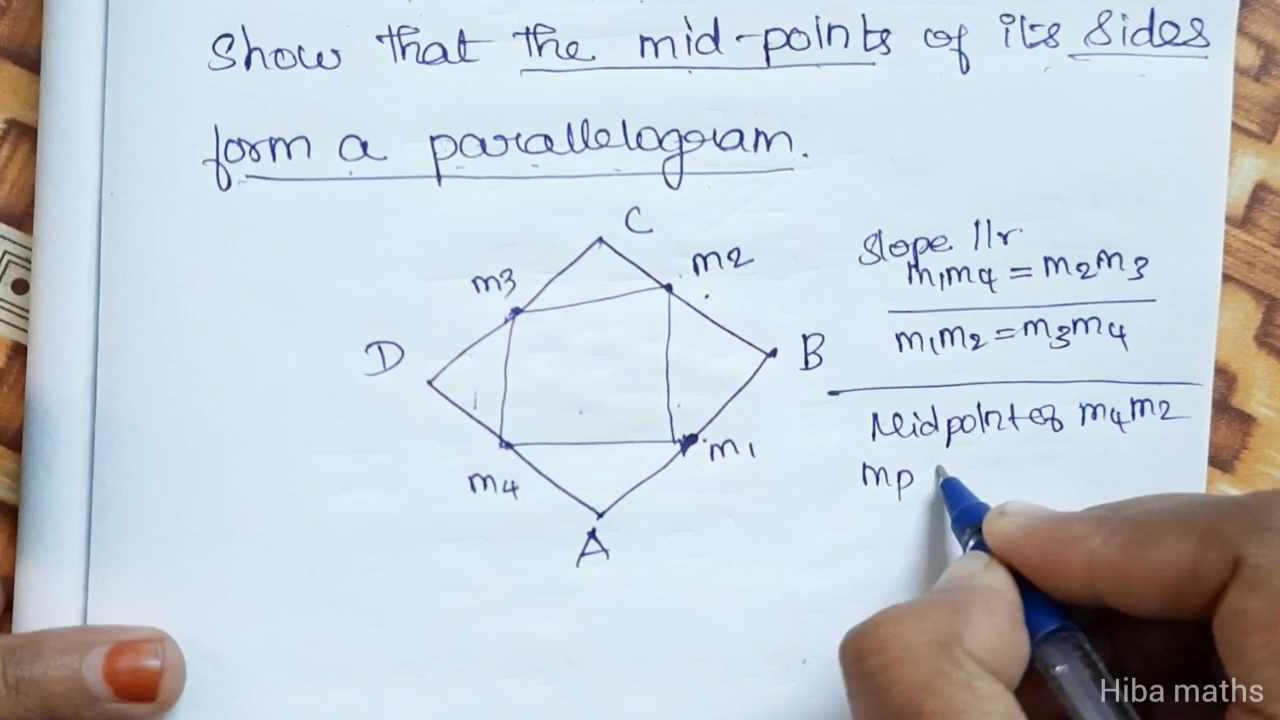 Show that the mid-points of its sides
form a parallelogram.
C
m3
m2
D
B
m4
m1
A
Slope ||r
m1m4 = m2m3
m1m2 = m3m4
Midpoint of m4m2
mp
Hiba maths